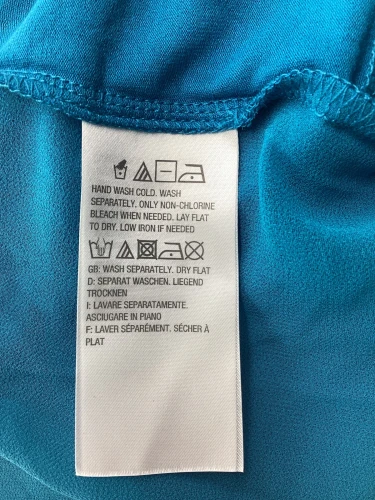 HAND WASH COLD. WASH
SEPARATELY. ONLY NON-CHLORINE
BLEACH WHEN NEEDED. LAY FLAT
TO DRY. LOW IRON IF NEEDED
GB: WASH SEPARATELY. DRY FLAT
D: SEPARAT WASCHEN. LIEGEND
TROCKNEN
I: LAVARE SEPARATAMENTE.
ASCIUGARE IN PIANO
F: LAVER SÉPARÉMENT. SÉCHER À
PLAT